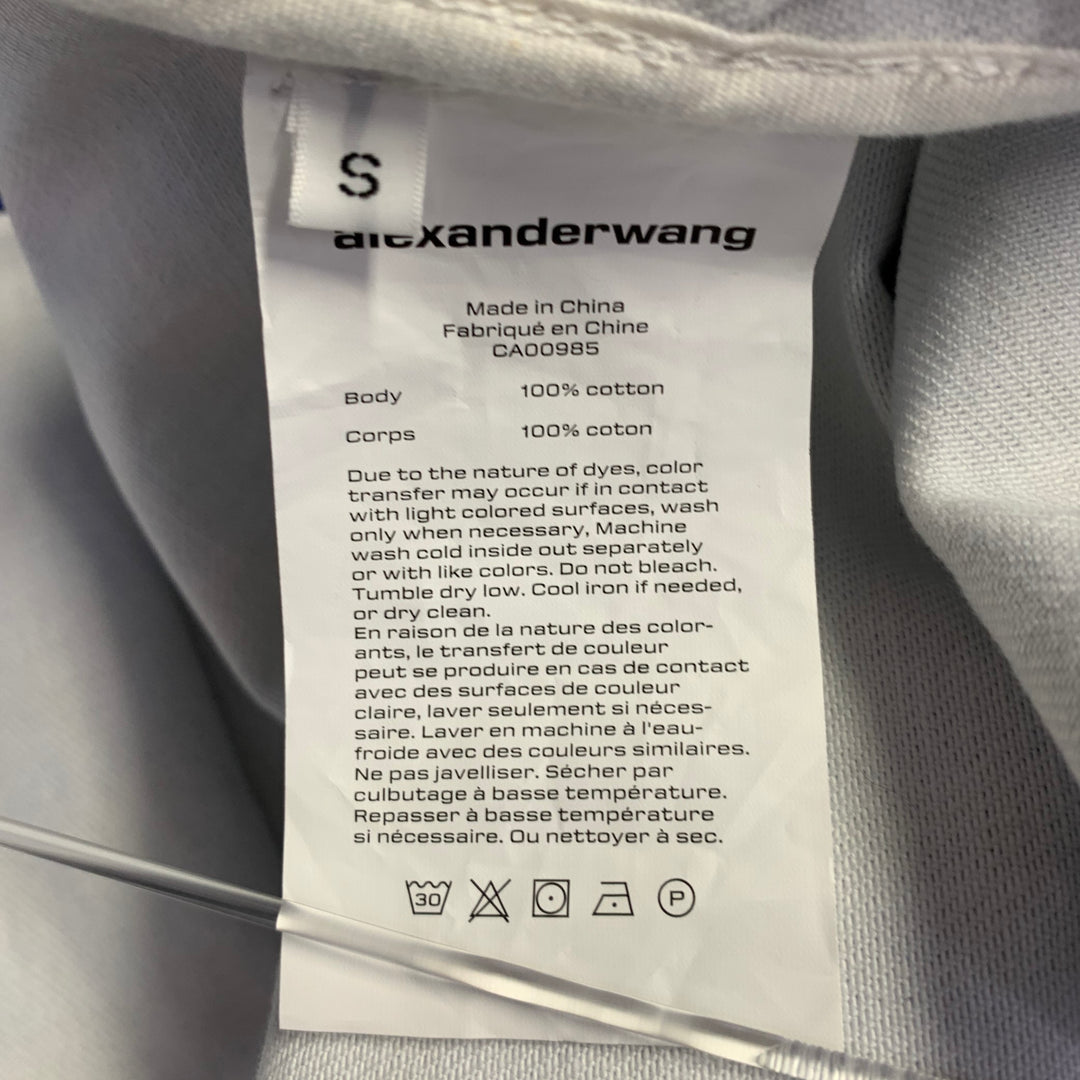 S
alexanderwang
Made in China
Fabriqué en Chine
CA00985
Body 100% cotton
Corps 100% coton
Due to the nature of dyes, color
transfer may occur if in contact
with light colored surfaces, wash
only when necessary, Machine
wash cold inside out separately
or with like colors. Do not bleach.
Tumble dry low. Cool iron if needed,
or dry clean.
En raison de la nature des color-
ants, le transfert de couleur
peut se produire en cas de contact
avec des surfaces de couleur
claire, laver seulement si néces-
saire. Laver en machine à l'eau-
froide avec des couleurs similaires.
Ne pas javelliser. Sécher par
culbutage à basse température.
Repasser à basse température
si nécessaire. Ou nettoyer à sec.
30 P